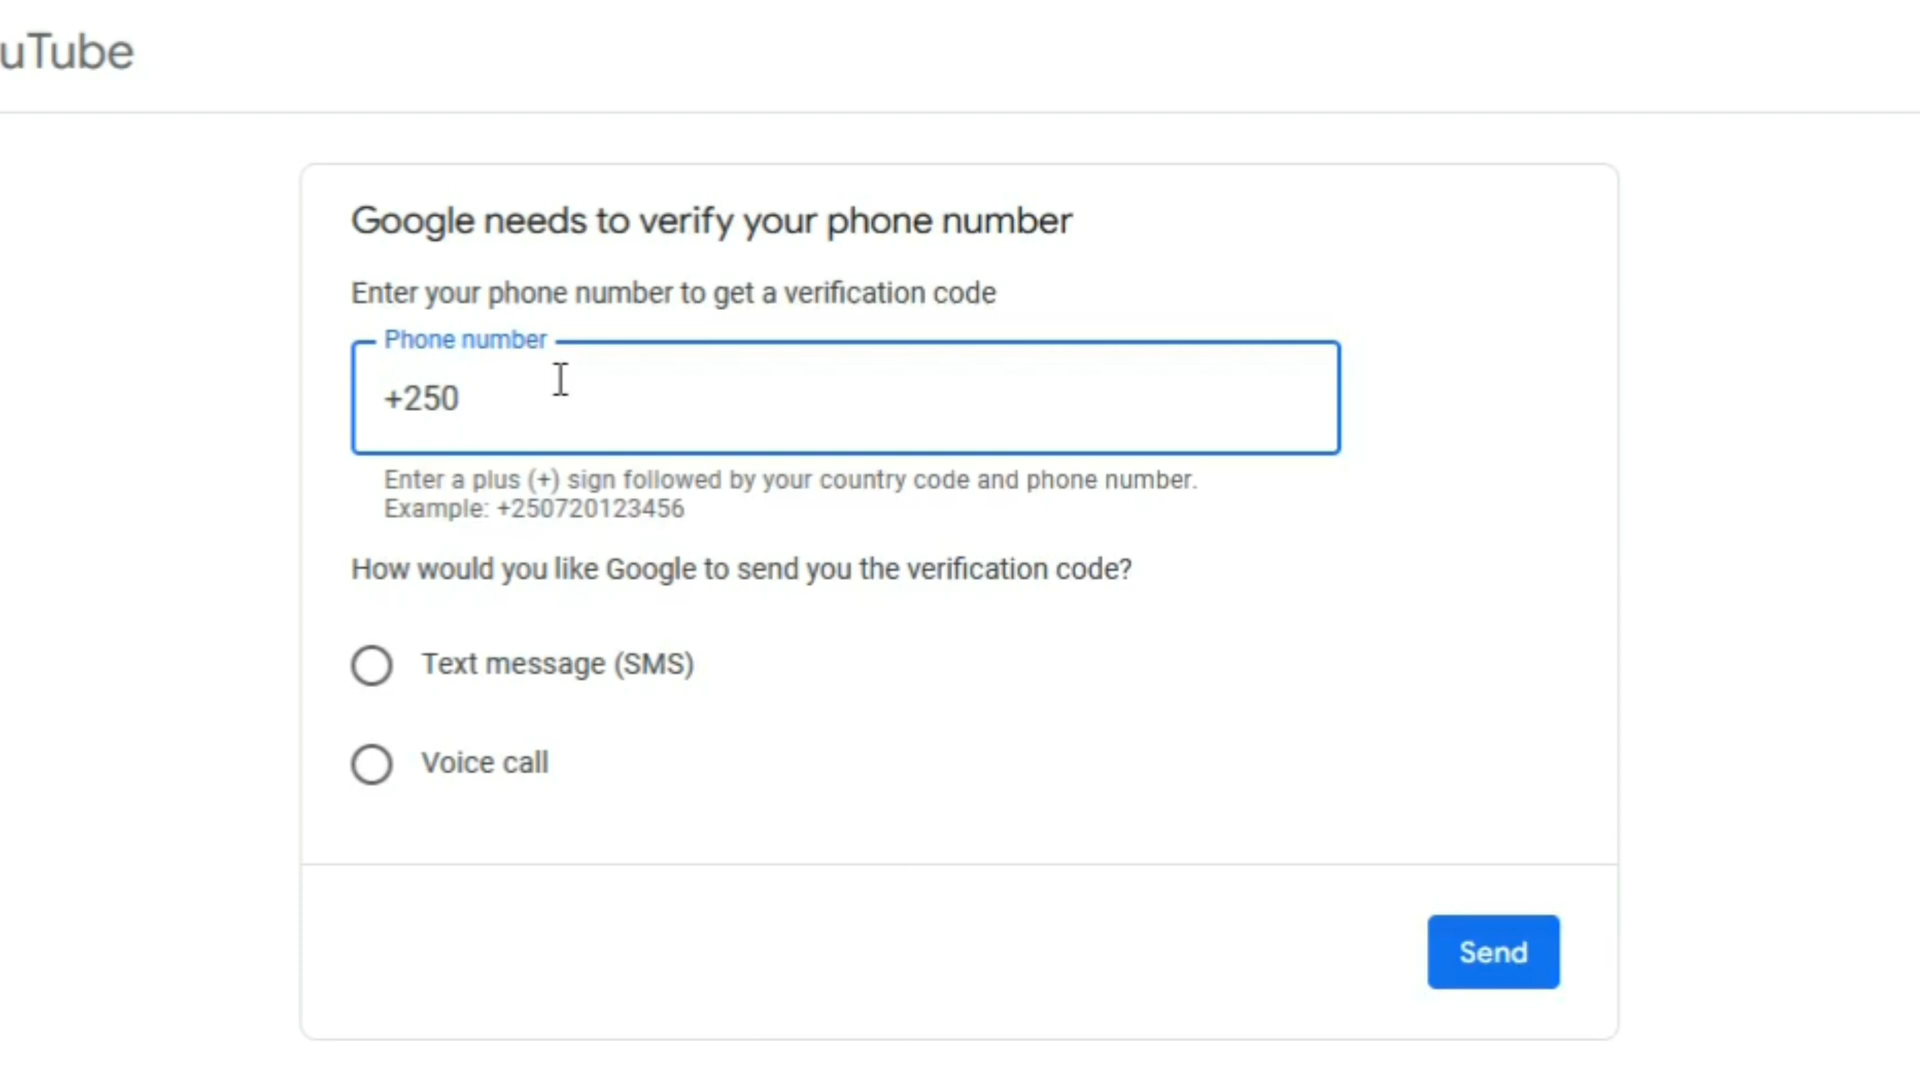 uTube
Google needs to verify your phone number
Enter your phone number to get a verification code
Phone number
+250
Enter a plus (+) sign followed by your country code and phone number.
Example: +250720123456
How would you like Google to send you the verification code?
Text message (SMS)
Voice call
Send